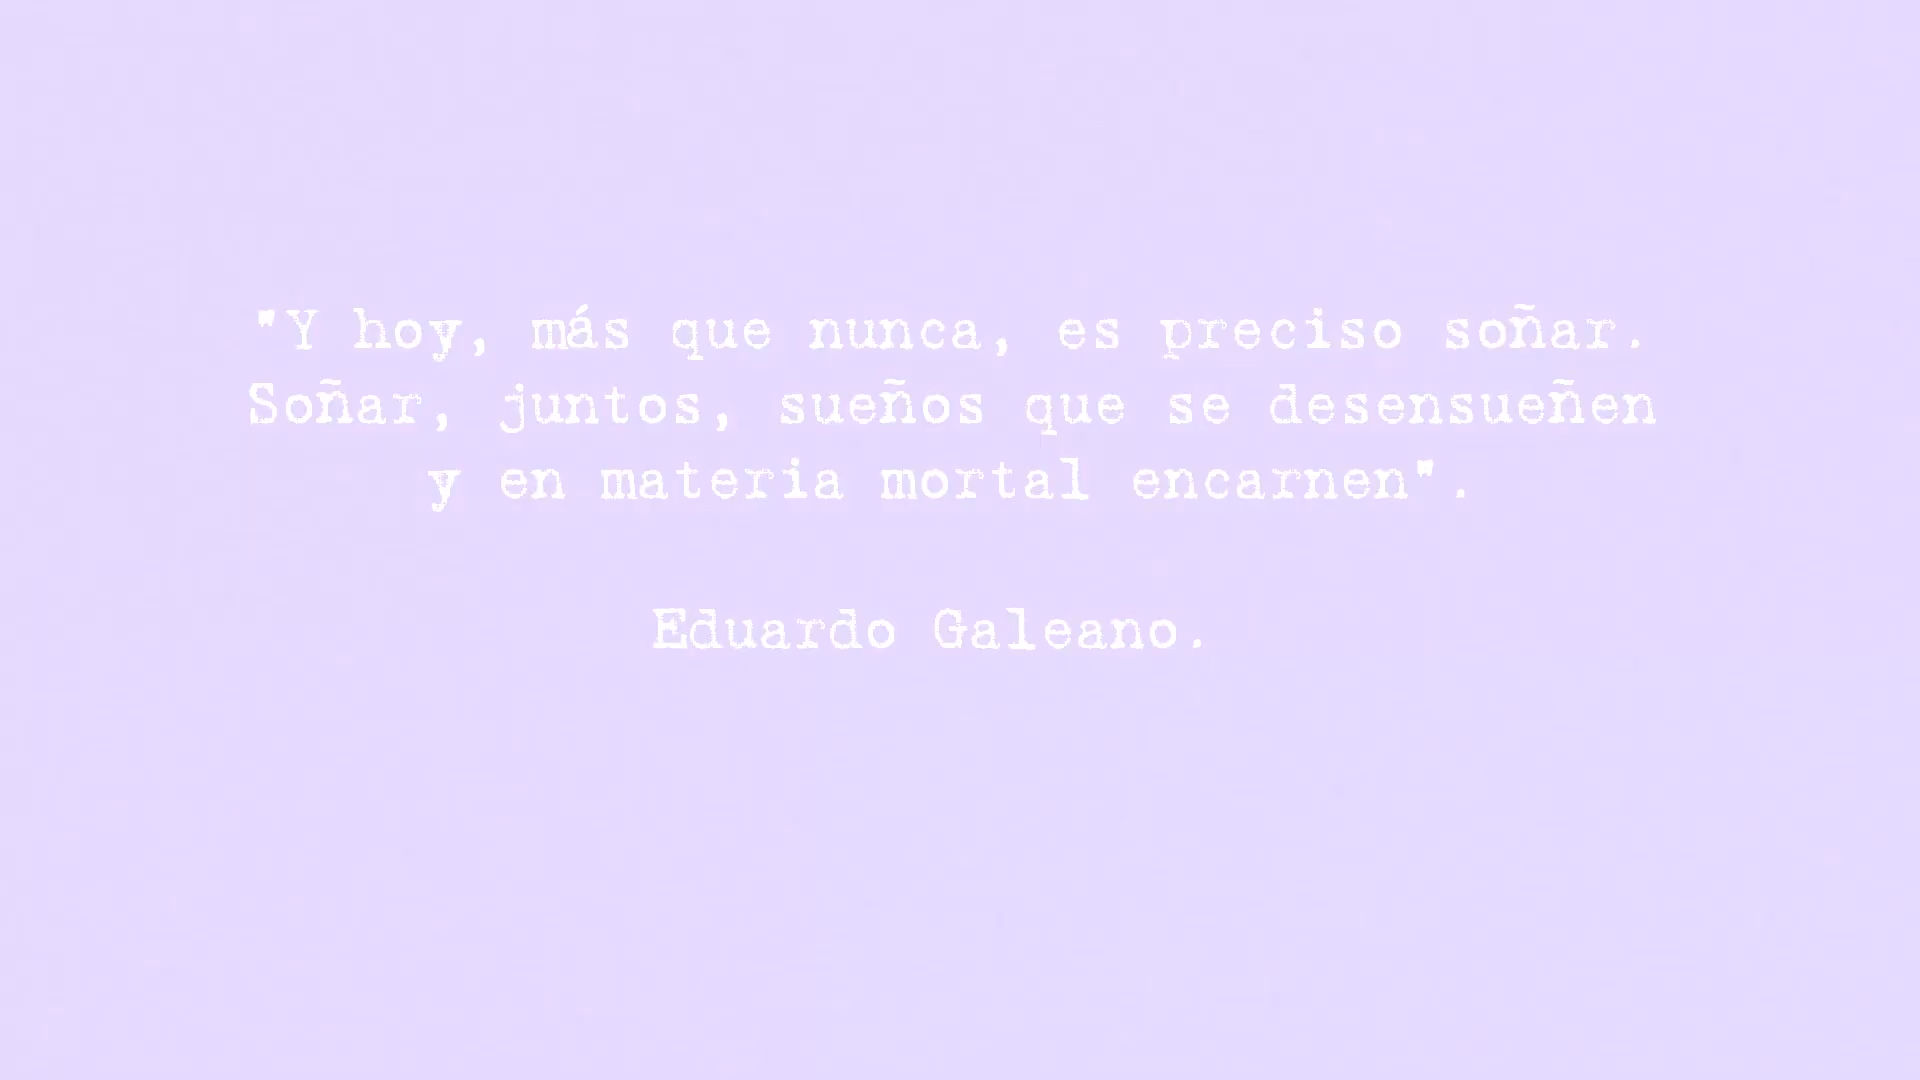 "Y hoy, más que nunca, es preciso soñar.
Soñar, juntos, sueños que se desensueñen
y en materia mortal encarnen".
Eduardo Galeano.